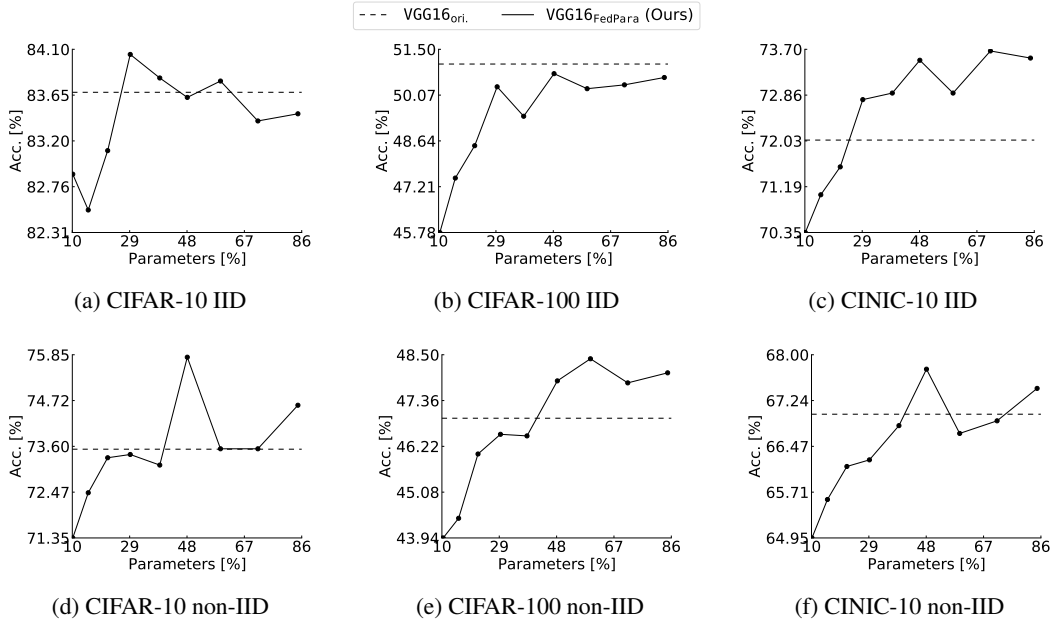 VGG16ori. VGG16FedPara (Ours)
84.10
83.65
83.20
82.76
82.31
Acc. [%]
10 29 48 67 86
Parameters [%]
(a) CIFAR-10 IID
51.50
50.07
48.64
47.21
45.78
Acc. [%]
10 29 48 67 86
Parameters [%]
(b) CIFAR-100 IID
73.70
72.86
72.03
71.19
70.35
Acc. [%]
10 29 48 67 86
Parameters [%]
(c) CINIC-10 IID
75.85
74.72
73.60
72.47
71.35
Acc. [%]
10 29 48 67 86
Parameters [%]
(d) CIFAR-10 non-IID
48.50
47.36
46.22
45.08
43.94
Acc. [%]
10 29 48 67 86
Parameters [%]
(e) CIFAR-100 non-IID
68.00
67.24
66.47
65.71
64.95
Acc. [%]
10 29 48 67 86
Parameters [%]
(f) CINIC-10 non-IID